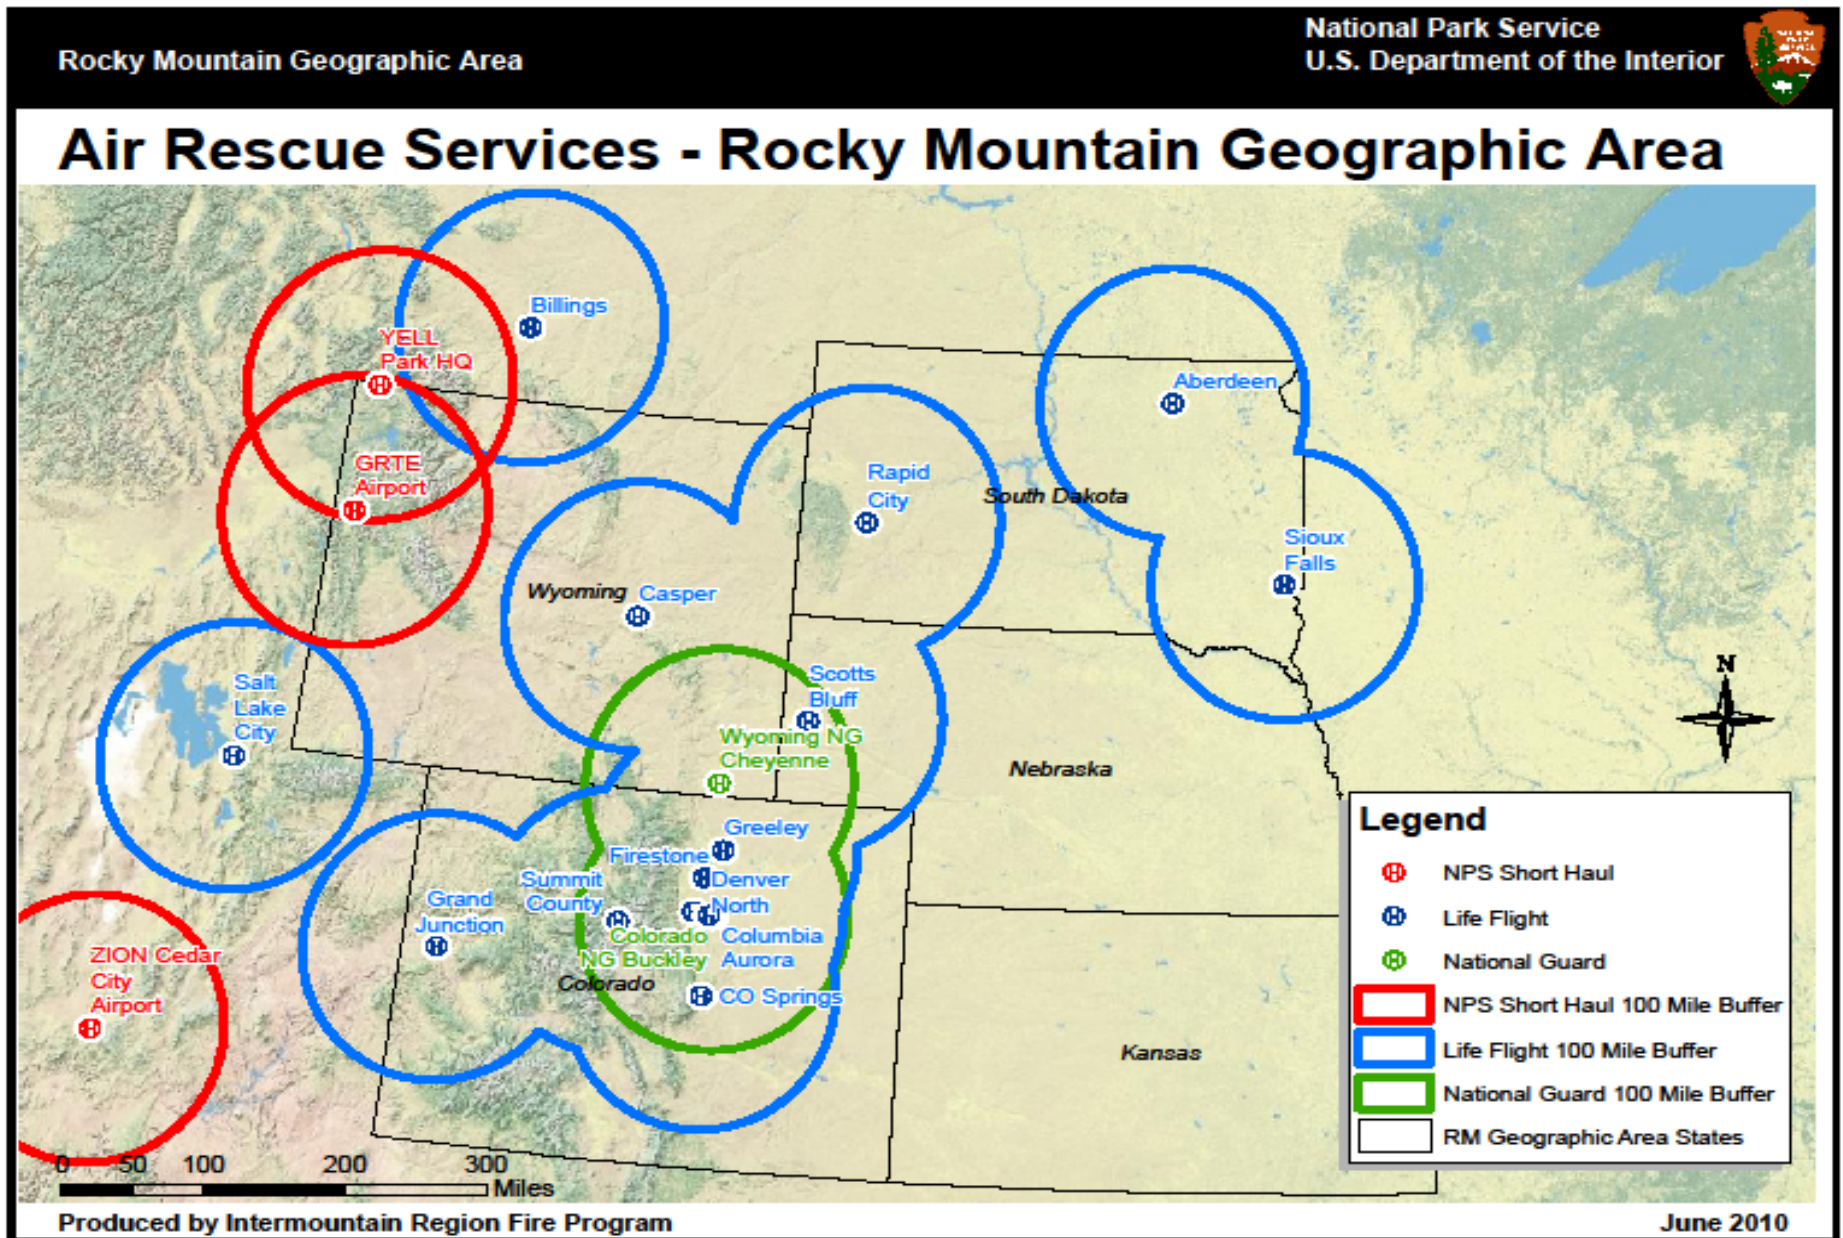 Rocky Mountain Geographic Area
National Park Service
U.S. Department of the Interior
Air Rescue Services - Rocky Mountain Geographic Area
Billings
YELL
Park HQ
Aberdeen
GRTE
Airport
Rapid
City
South Dakota
Sioux
Falls
Wyoming
Casper
Salt
Lake
City
Scotts
Bluff
Wyoming NG
Cheyenne
Nebraska
N
Greeley
Firestone
Denver
North
Summit
County
Grand
Junction
Colorado
NG Buckley
Columbia
Aurora
Colorado
CO Springs
ZION Cedar
City
Airport
Kansas
Legend
NPS Short Haul
Life Flight
National Guard
NPS Short Haul 100 Mile Buffer
Life Flight 100 Mile Buffer
National Guard 100 Mile Buffer
RM Geographic Area States
0 50 100 200 300
Miles
Produced by Intermountain Region Fire Program
June 2010